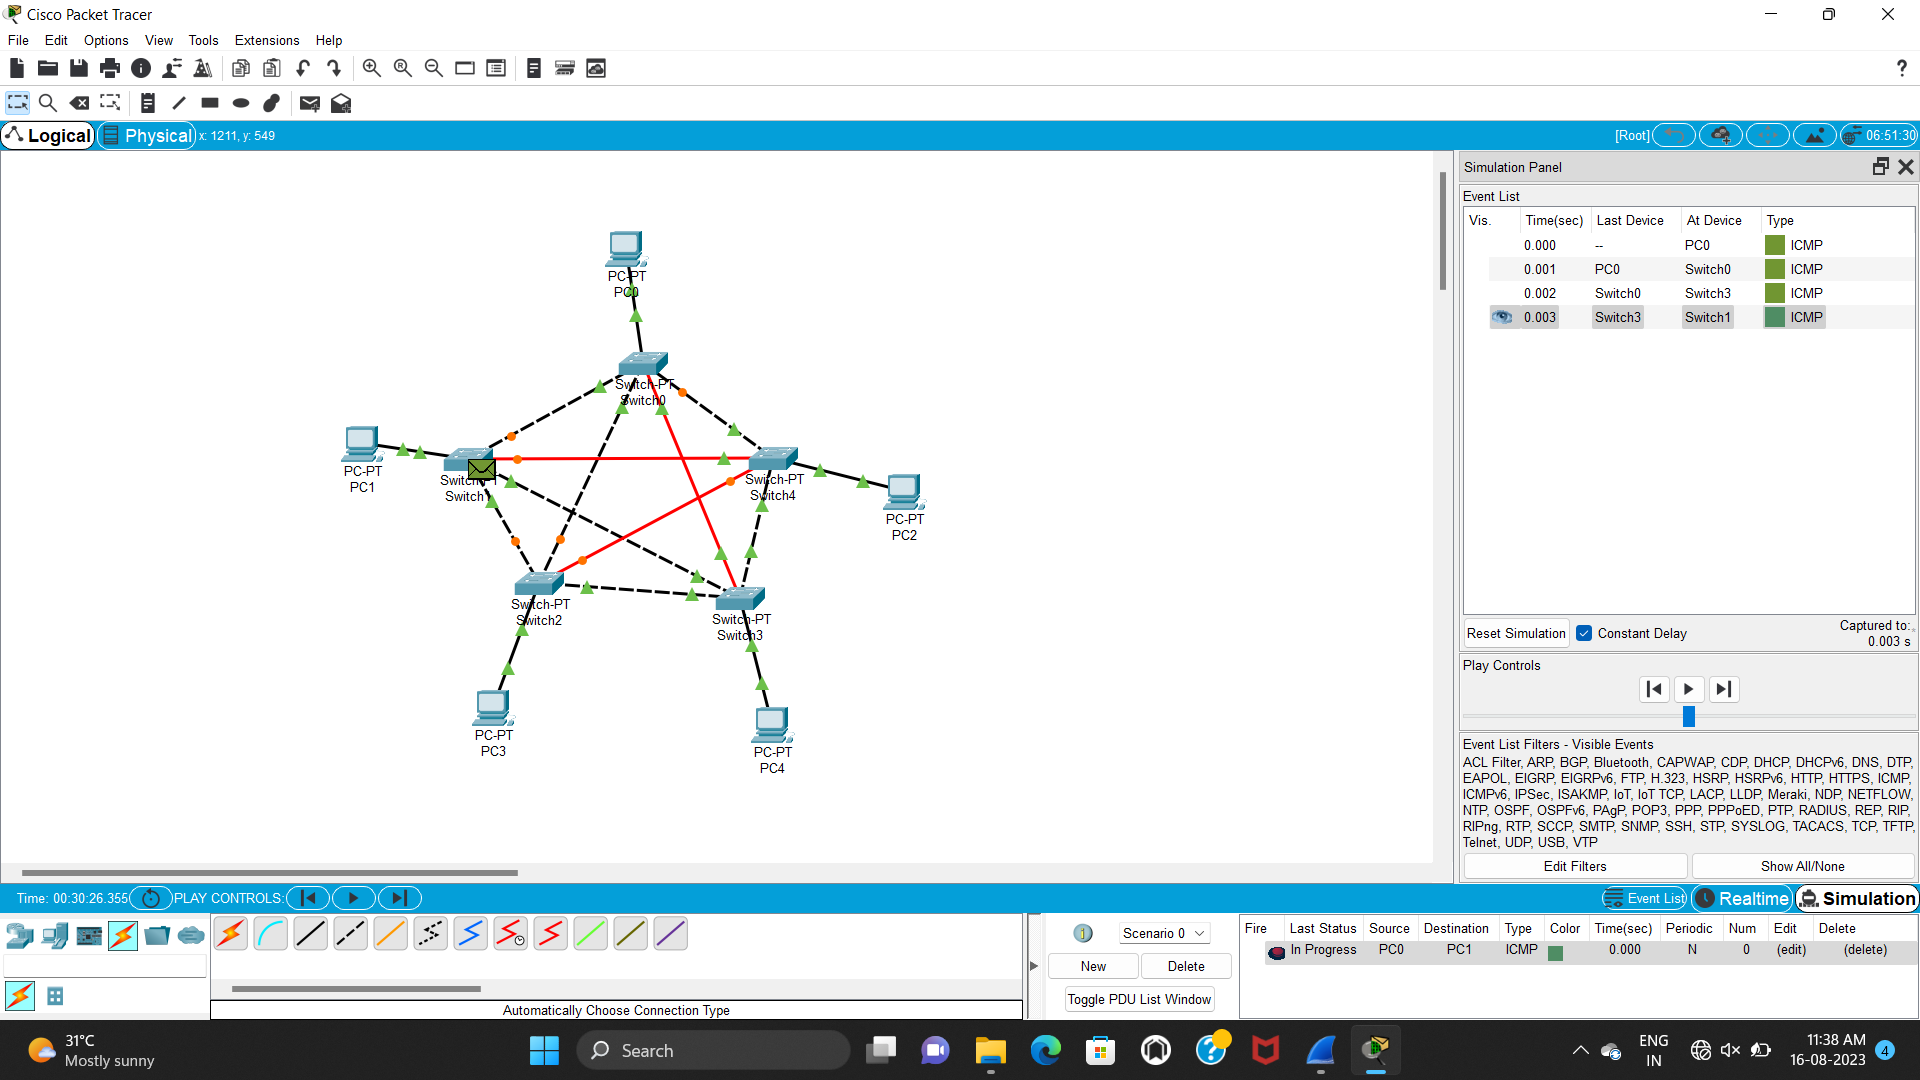 Cisco Packet Tracer
File Edit Options View Tools Extensions Help
Logical Physical x: 1211, y: 549 [Root] 06:51:30
Simulation Panel
Event List
Vis. Time(sec) Last Device At Device Type
0.000 -- PC0 ICMP
0.001 PC0 Switch0 ICMP
0.002 Switch0 Switch3 ICMP
0.003 Switch3 Switch1 ICMP
PC-PT
PC0
Switch-PT
Switch0
PC-PT
PC1
Switch-PT
Switch1
Switch-PT
Switch4
PC-PT
PC2
Switch-PT
Switch2
Switch-PT
Switch3
PC-PT
PC3
PC-PT
PC4
Reset Simulation Constant Delay Captured to:
0.003 s
Play Controls
Event List Filters - Visible Events
ACL Filter, ARP, BGP, Bluetooth, CAPWAP, CDP, DHCP, DHCPv6, DNS, DTP,
EAPOL, EIGRP, EIGRPv6, FTP, H.323, HSRP, HSRPv6, HTTP, HTTPS, ICMP,
ICMPv6, IPSec, ISAKMP, IoT, IoT TCP, LACP, LLDP, Meraki, NDP, NETFLOW,
NTP, OSPF, OSPFv6, PAgP, POP3, PPP, PPPoED, PTP, RADIUS, REP, RIP,
RIPng, RTP, SCCP, SMTP, SNMP, SSH, STP, SYSLOG, TACACS, TCP, TFTP,
Telnet, UDP, USB, VTP
Edit Filters Show All/None
Time: 00:30:26.355 PLAY CONTROLS: Event List Realtime Simulation
Scenario 0
New Delete
Toggle PDU List Window
Fire Last Status Source Destination Type Color Time(sec) Periodic Num Edit Delete
In Progress PC0 PC1 ICMP 0.000 N 0 (edit) (delete)
Automatically Choose Connection Type
31°C
Mostly sunny
Search
ENG
IN
11:38 AM
16-08-2023
4